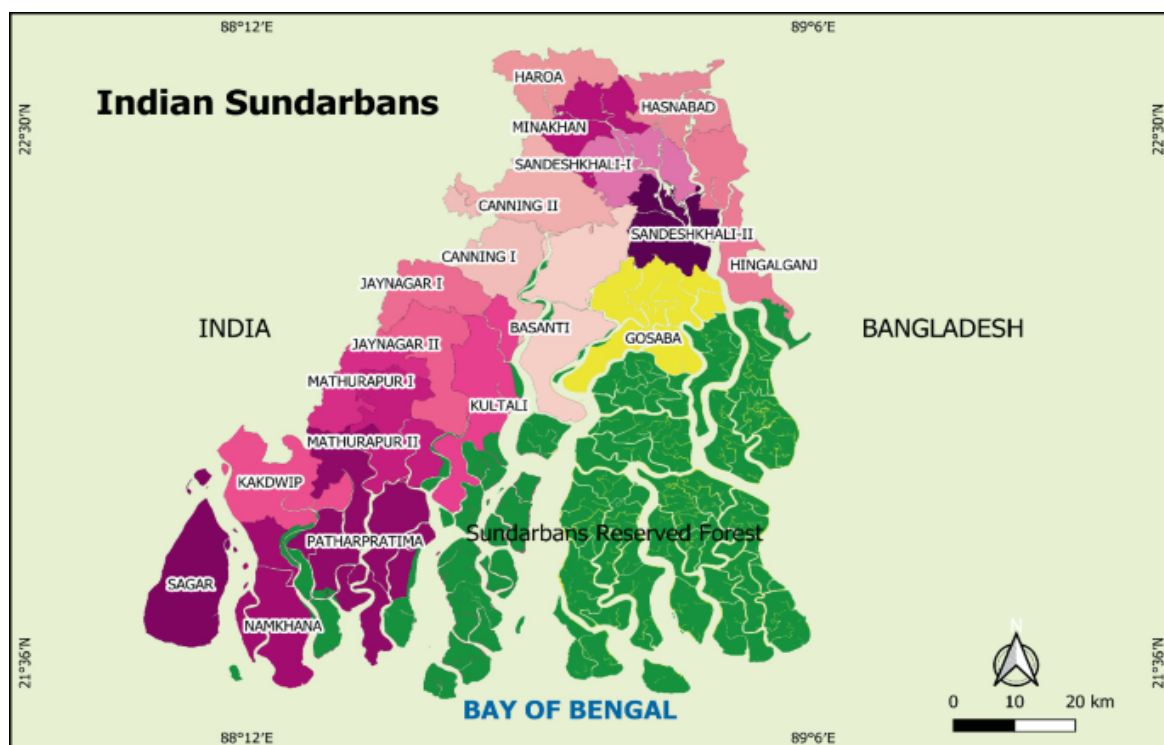 88°12′E
89°6′E
Indian Sundarbans
22°30′N
22°30′N
HAROA
HASNABAD
MINAKHAN
SANDESHKHALI-I
CANNING II
SANDESHKHALI-II
CANNING I
HINGALGANJ
JAYNAGAR I
INDIA
BASANTI
BANGLADESH
GOSABA
JAYNAGAR II
MATHURAPUR I
KULTALI
MATHURAPUR II
KAKDWIP
Sundarbans Reserved Forest
PATHARPRATIMA
SAGAR
NAMKHANA
21°36′N
21°36′N
N
BAY OF BENGAL
0 10 20 km
88°12′E
89°6′E